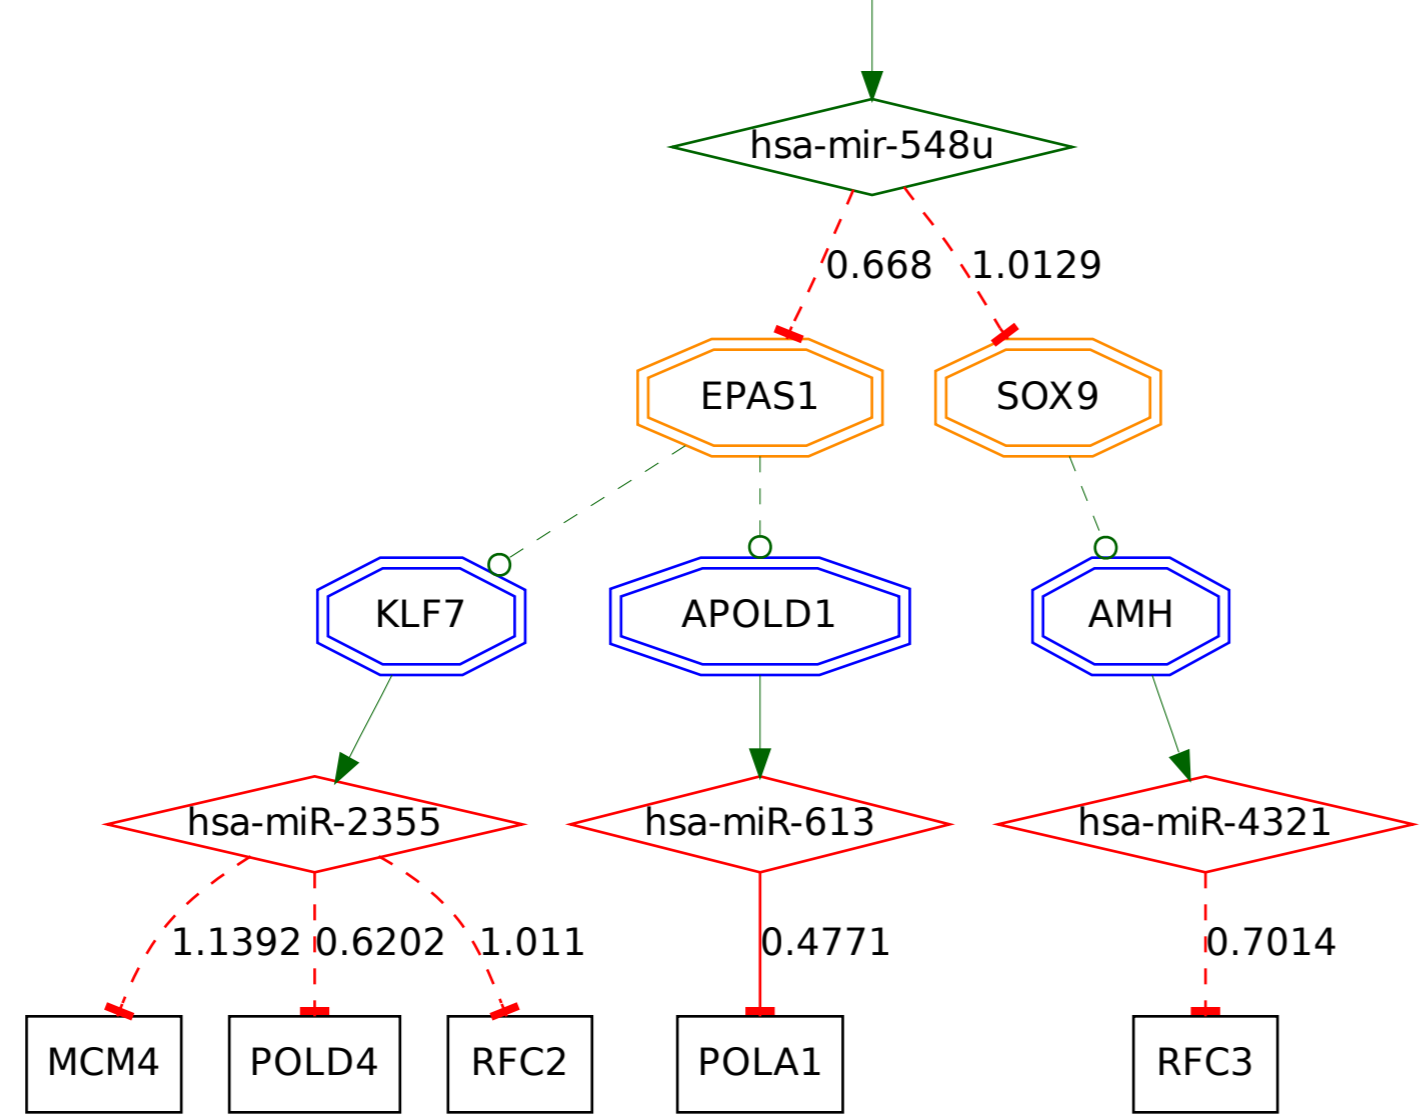 hsa-mir-548u
0.668
1.0129
EPAS1
SOX9
KLF7
APOLD1
AMH
hsa-miR-2355
hsa-miR-613
hsa-miR-4321
1.1392
0.6202
1.011
0.4771
0.7014
MCM4
POLD4
RFC2
POLA1
RFC3